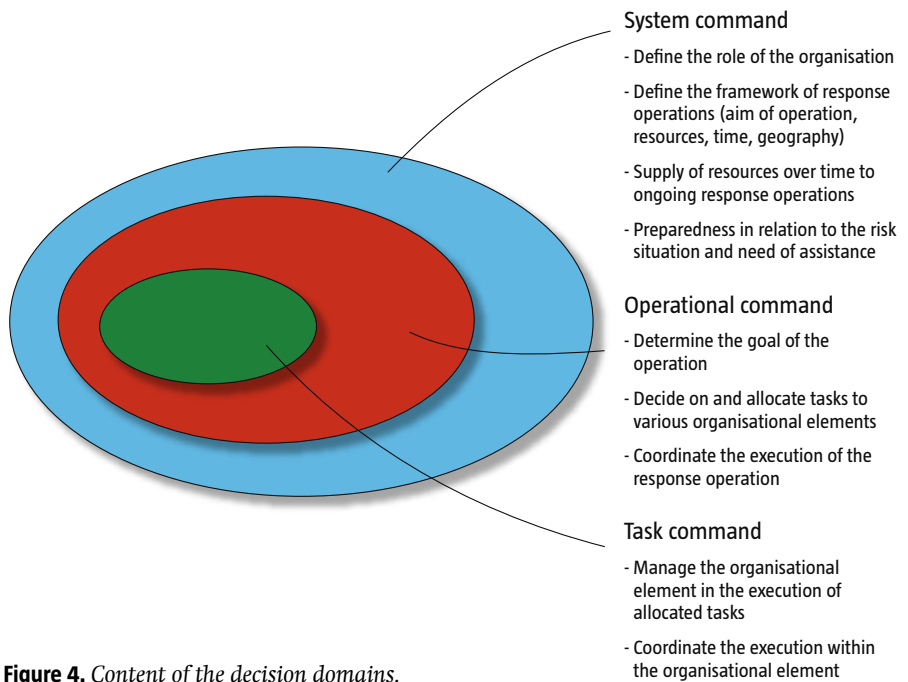 System command
- Define the role of the organisation
- Define the framework of response
operations (aim of operation,
resources, time, geography)
- Supply of resources over time to
ongoing response operations
- Preparedness in relation to the risk
situation and need of assistance
Operational command
- Determine the goal of the
operation
- Decide on and allocate tasks to
various organisational elements
- Coordinate the execution of the
response operation
Task command
- Manage the organisational
element in the execution of
allocated tasks
- Coordinate the execution within
the organisational element
Figure 4. Content of the decision domains.